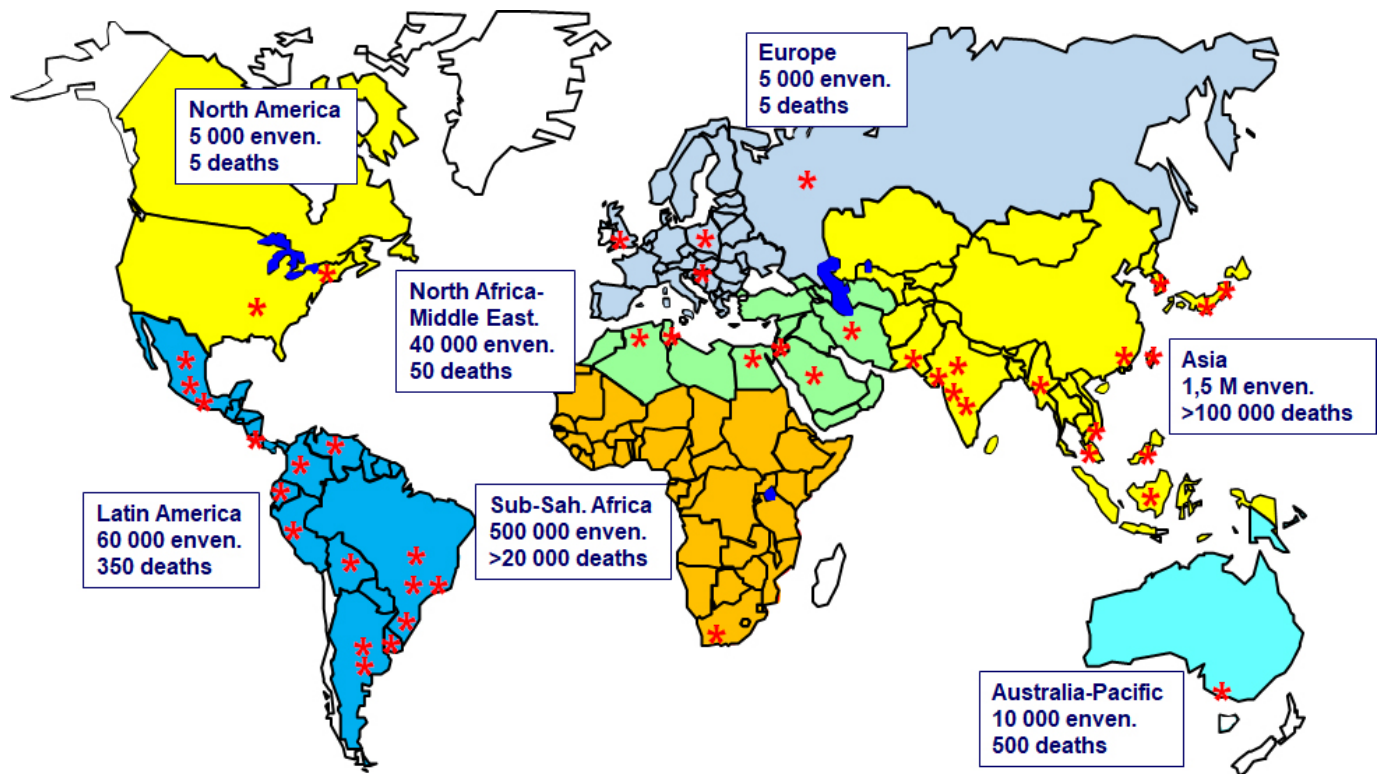 North America
5 000 enven.
5 deaths
Europe
5 000 enven.
5 deaths
North Africa-
Middle East.
40 000 enven.
50 deaths
Asia
1,5 M enven.
>100 000 deaths
Latin America
60 000 enven.
350 deaths
Sub-Sah. Africa
500 000 enven.
>20 000 deaths
Australia-Pacific
10 000 enven.
500 deaths